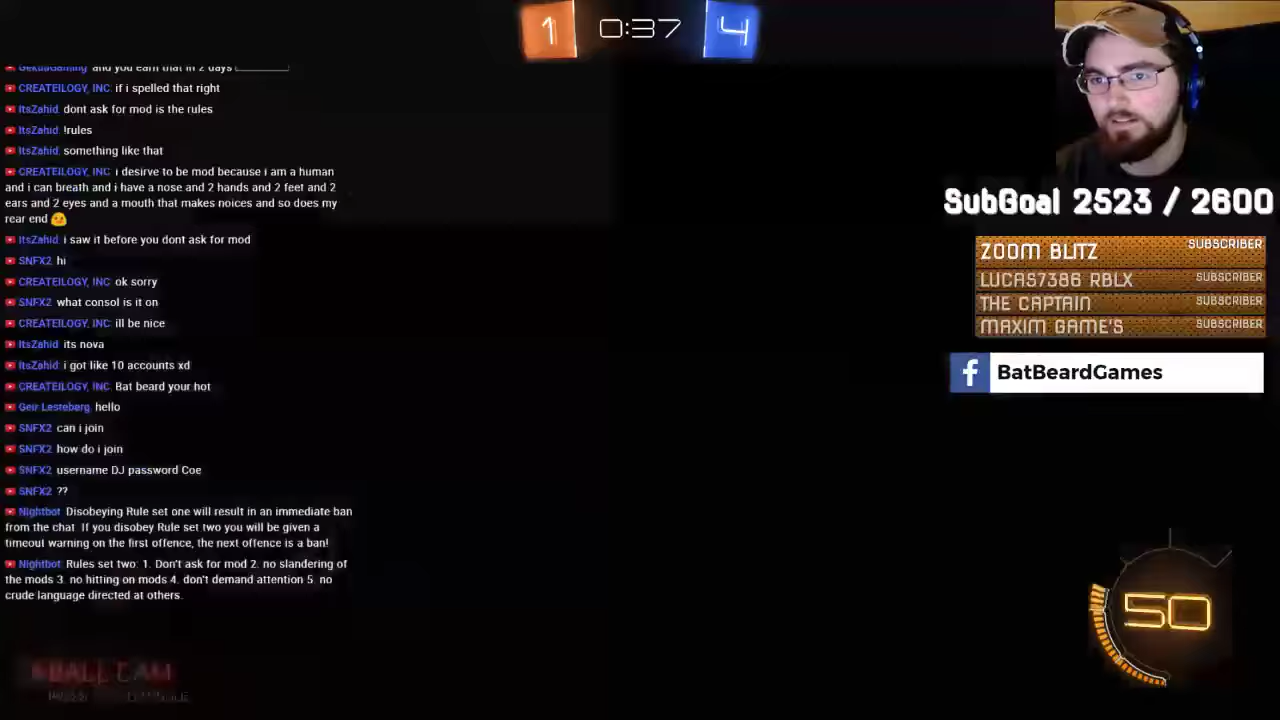 1 0:37 4
GekuaGaming and you earn that in 2 days
CREATEILOGY, INC. if i spelled that right
ItsZahid dont ask for mod is the rules
ItsZahid !rules
ItsZahid something like that
CREATEILOGY, INC. i desirve to be mod because i am a human
and i can breath and i have a nose and 2 hands and 2 feet and 2
ears and 2 eyes and a mouth that makes noices and so does my
rear end
ItsZahid i saw it before you dont ask for mod
SNFX2 hi
CREATEILOGY, INC. ok sorry
SNFX2 what consol is it on
CREATEILOGY, INC. ill be nice
ItsZahid its nova
ItsZahid i got like 10 accounts xd
CREATEILOGY, INC. Bat beard your hot
Geir Lesteberg hello
SNFX2 can i join
SNFX2 how do i join
SNFX2 username DJ password Coe
SNFX2 ??
Nightbot Disobeying Rule set one will result in an immediate ban
from the chat. If you disobey Rule set two you will be given a
timeout warning on the first offence, the next offence is a ban!
Nightbot Rules set two: 1. Don't ask for mod 2. no slandering of
the mods 3. no hitting on mods 4. don't demand attention 5. no
crude language directed at others.
BALL CAM
SubGoal 2523 / 2600
ZOOM BLITZ SUBSCRIBER
LUCAS7386 RBLX SUBSCRIBER
THE CAPTAIN SUBSCRIBER
MAXIM GAME'S SUBSCRIBER
f BatBeardGames
50